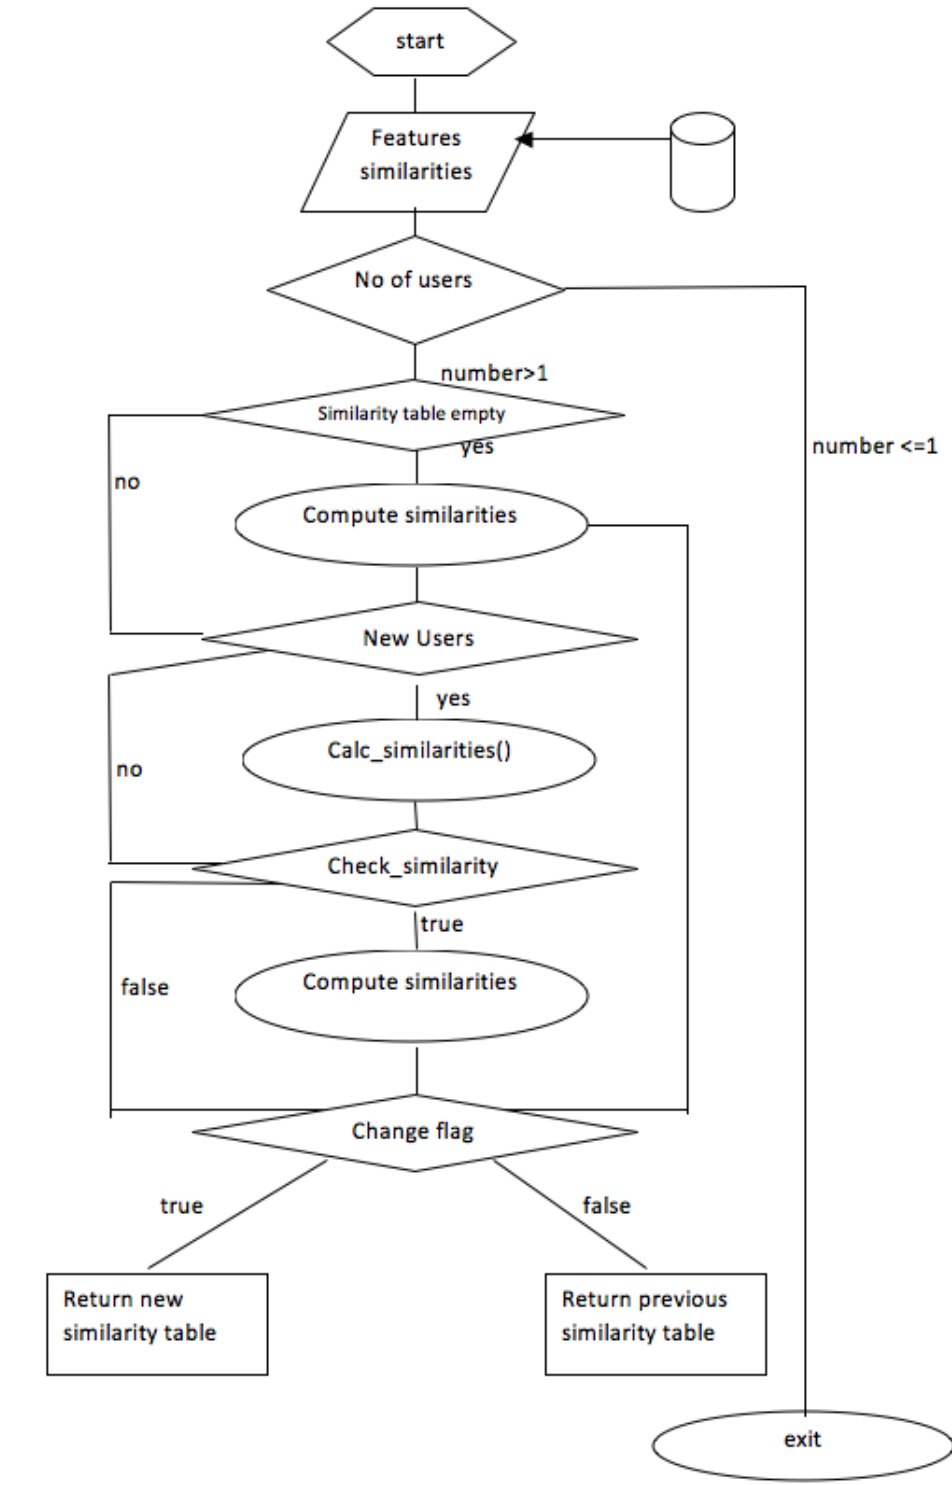 start
Features
similarities
No of users
number>1
Similarity table empty
yes
number <=1
no
Compute similarities
New Users
yes
Calc_similarities()
no
Check_similarity
true
Compute similarities
false
Change flag
true
false
Return new
similarity table
Return previous
similarity table
exit